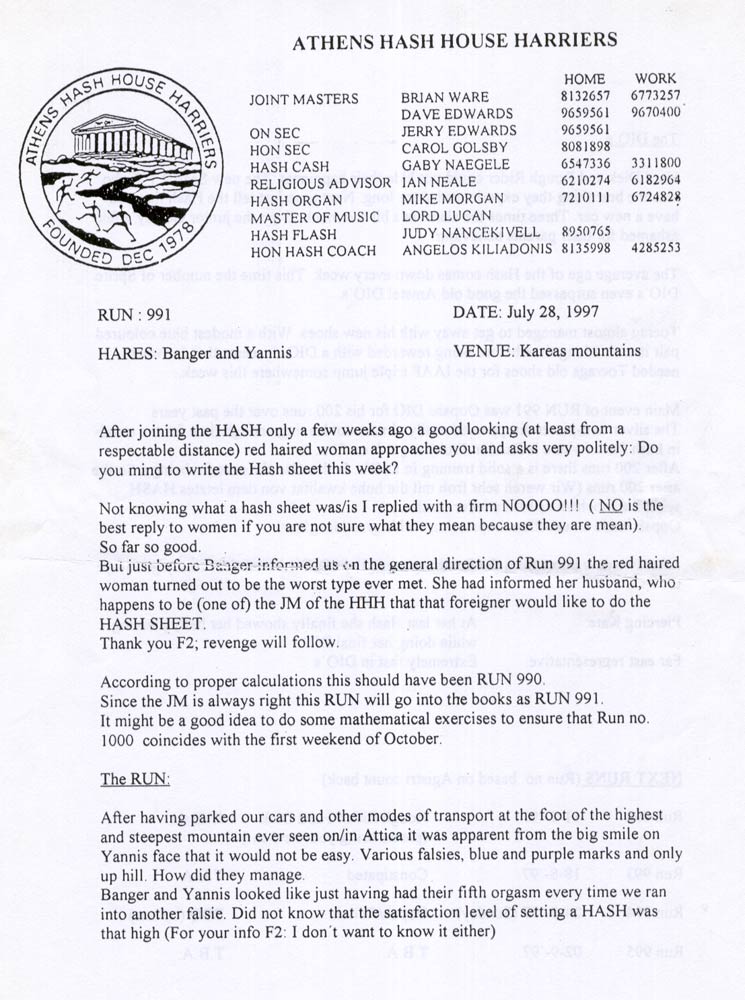 ATHENS HASH HOUSE HARRIERS
ATHENS HASH HOUSE HARRIERS
FOUNDED DEC 1978
HOME WORK
JOINT MASTERS BRIAN WARE 8132657 6773257
DAVE EDWARDS 9659561 9670400
ON SEC JERRY EDWARDS 9659561
HON SEC CAROL GOLSBY 8081898
HASH CASH GABY NAEGELE 6547336 3311800
RELIGIOUS ADVISOR IAN NEALE 6210274 6182964
HASH ORGAN MIKE MORGAN 7210111 6724828
MASTER OF MUSIC LORD LUCAN
HASH FLASH JUDY NANCEKIVELL 8950765
HON HASH COACH ANGELOS KILIADONIS 8135998 4285253
RUN : 991 DATE: July 28, 1997
HARES: Banger and Yannis VENUE: Kareas mountains
After joining the HASH only a few weeks ago a good looking (at least from a
respectable distance) red haired woman approaches you and asks very politely: Do
you mind to write the Hash sheet this week?
Not knowing what a hash sheet was/is I replied with a firm NOOOO!!! ( NO is the
best reply to women if you are not sure what they mean because they are mean).
So far so good.
But just before Banger informed us on the general direction of Run 991 the red haired
woman turned out to be the worst type ever met. She had informed her husband, who
happens to be (one of) the JM of the HHH that that foreigner would like to do the
HASH SHEET.
Thank you F2; revenge will follow.
According to proper calculations this should have been RUN 990.
Since the JM is always right this RUN will go into the books as RUN 991.
It might be a good idea to do some mathematical exercises to ensure that Run no.
1000 coincides with the first weekend of October.
The RUN:
After having parked our cars and other modes of transport at the foot of the highest
and steepest mountain ever seen on/in Attica it was apparent from the big smile on
Yannis face that it would not be easy. Various falsies, blue and purple marks and only
up hill. How did they manage.
Banger and Yannis looked like just having had their fifth orgasm every time we ran
into another falsie. Did not know that the satisfaction level of setting a HASH was
that high (For your info F2: I don´t want to know it either)